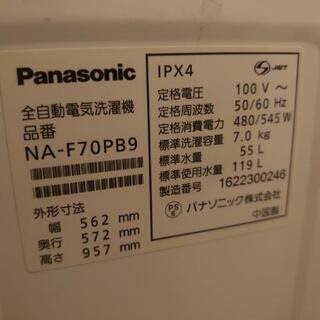 Panasonic
全自動電気洗濯機
品番
NA-F70PB9
外形寸法
幅 562 mm
奥行 572 mm
高さ 957 mm
IPX4
JET
定格電圧 100 V ～
定格周波数 50/60 Hz
定格消費電力 480/545 W
標準洗濯容量 7.0 kg
標準水量 55 L
標準使用水量 119 L
製造番号 1622300246
PS E パナソニック株式会社
中国製